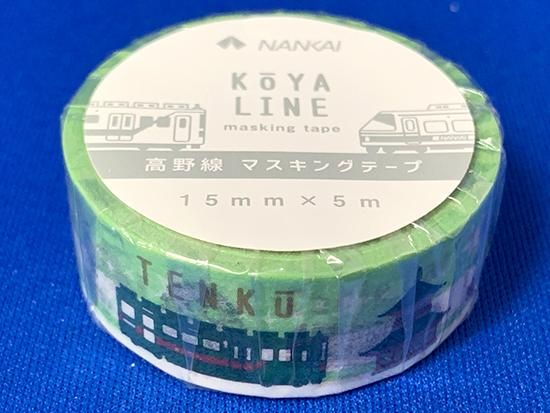 NANKAI
KōYA
LINE
masking tape
高野線 マスキングテープ
15mm×5m
TENKŪ